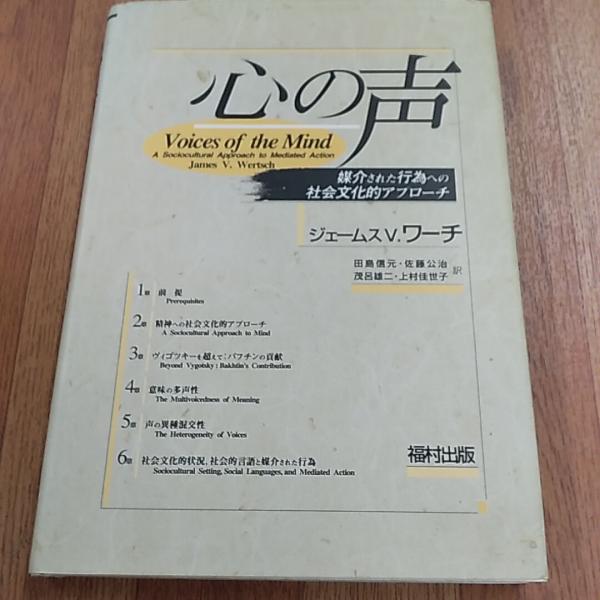 心の声
Voices of the Mind
A Sociocultural Approach to Mediated Action
James V. Wertsch
媒介された行為への
社会文化的アプローチ
ジェームスV.ワーチ
田島信元・佐藤公治
茂呂雄二・上村佳世子 訳
1章 前 提
Prerequisites
2章 精神への社会文化的アプローチ
A Sociocultural Approach to Mind
3章 ヴィゴツキーを超えて:バフチンの貢献
Beyond Vygotsky: Bakhtin's Contribution
4章 意味の多声性
The Multivoicedness of Meaning
5章 声の異種混交性
The Heterogeneity of Voices
6章 社会文化的状況,社会的言語と媒介された行為
Sociocultural Setting, Social Languages, and Mediated Action
福村出版